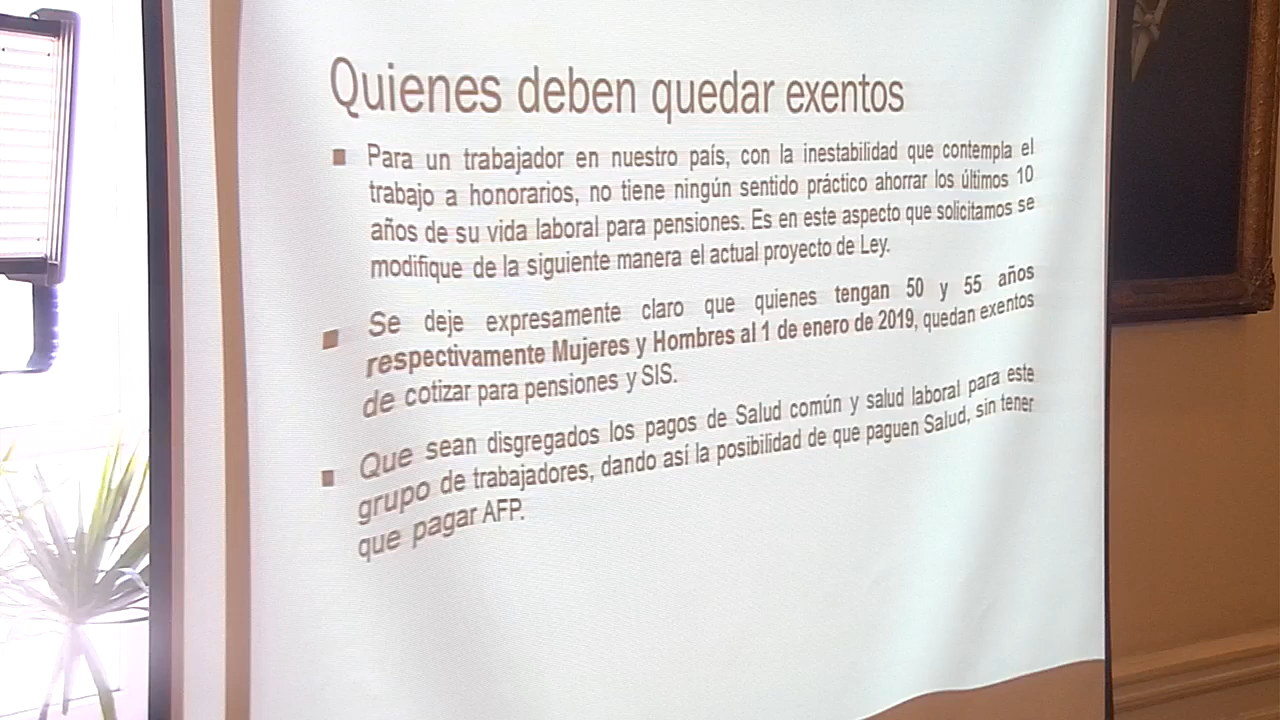 Quienes deben quedar exentos
■ Para un trabajador en nuestro país, con la inestabilidad que contempla el
trabajo a honorarios, no tiene ningún sentido práctico ahorrar los últimos 10
años de su vida laboral para pensiones. Es en este aspecto que solicitamos se
modifique de la siguiente manera el actual proyecto de Ley.
■ Se deje expresamente claro que quienes tengan 50 y 55 años
respectivamente Mujeres y Hombres al 1 de enero de 2019, quedan exentos
de cotizar para pensiones y SIS.
■ Que sean disgregados los pagos de Salud común y salud laboral para este
grupo de trabajadores, dando así la posibilidad de que paguen Salud, sin tener
que pagar AFP.